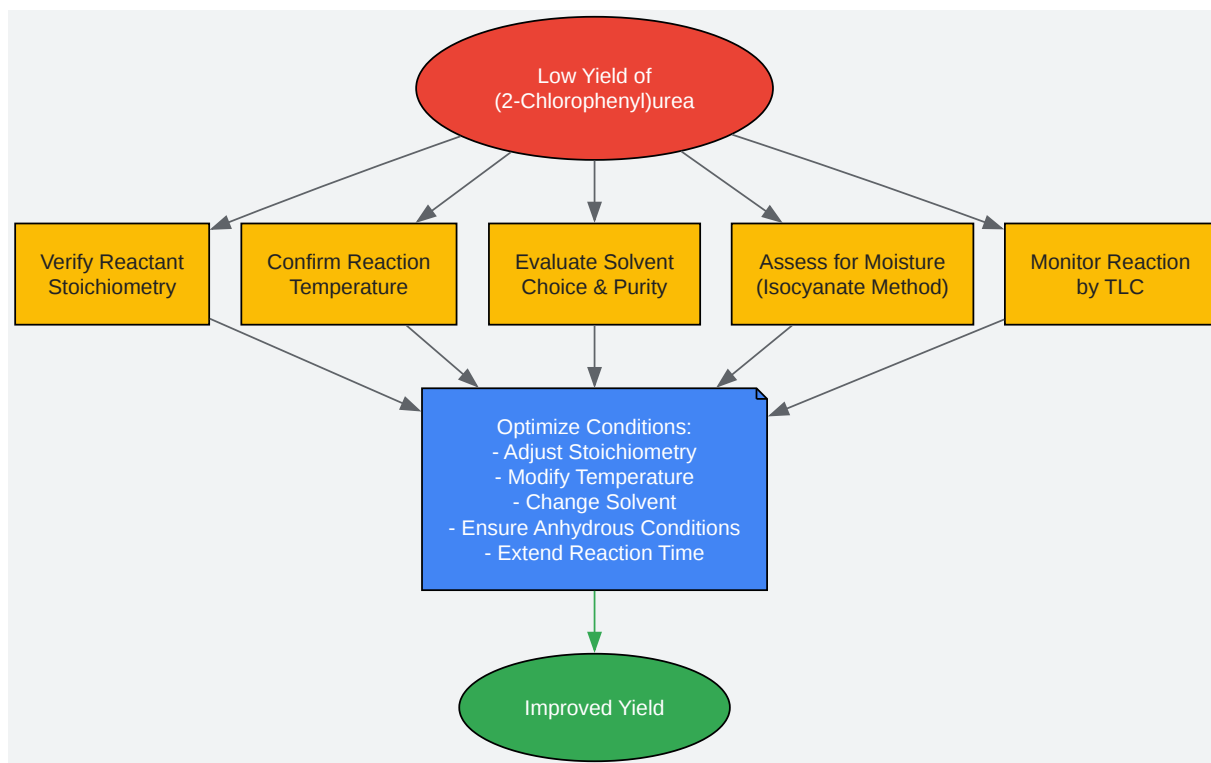 Low Yield of
(2-Chlorophenyl)urea
Verify Reactant
Stoichiometry
Confirm Reaction
Temperature
Evaluate Solvent
Choice & Purity
Assess for Moisture
(Isocyanate Method)
Monitor Reaction
by TLC
Optimize Conditions:
- Adjust Stoichiometry
- Modify Temperature
- Change Solvent
- Ensure Anhydrous Conditions
- Extend Reaction Time
Improved Yield